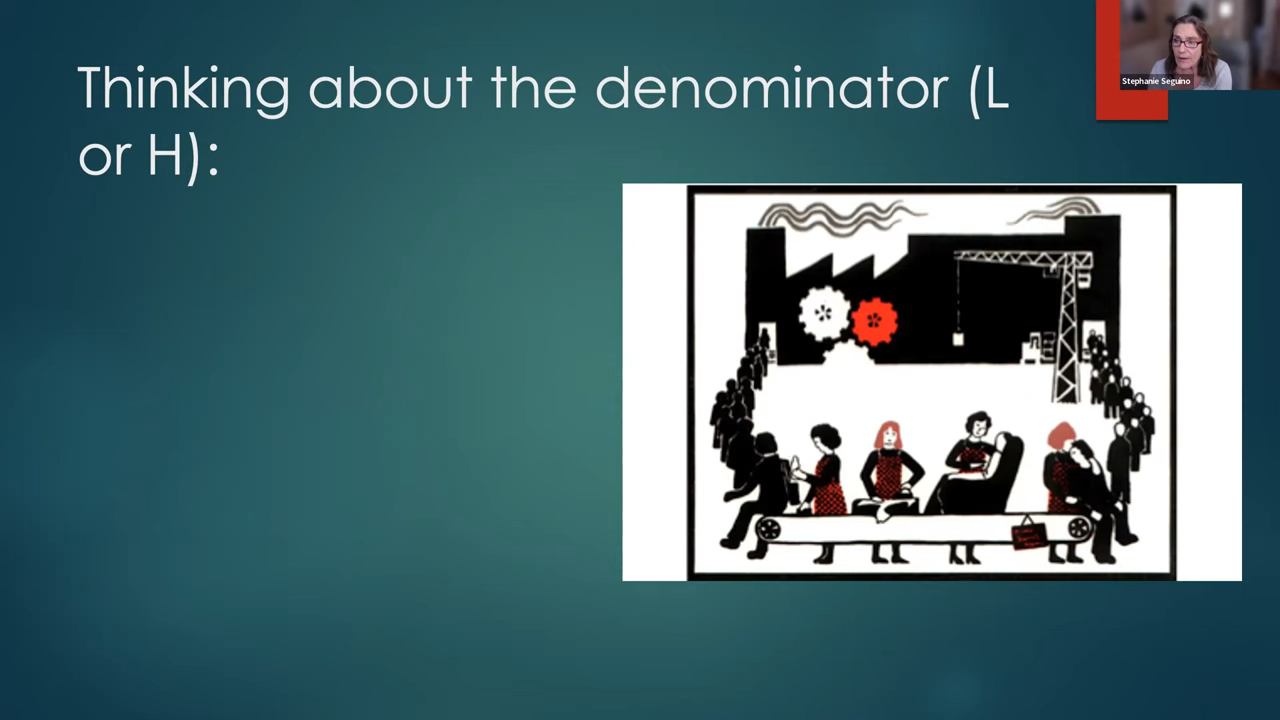 Thinking about the denominator (L
or H):
Stephanie Seguino